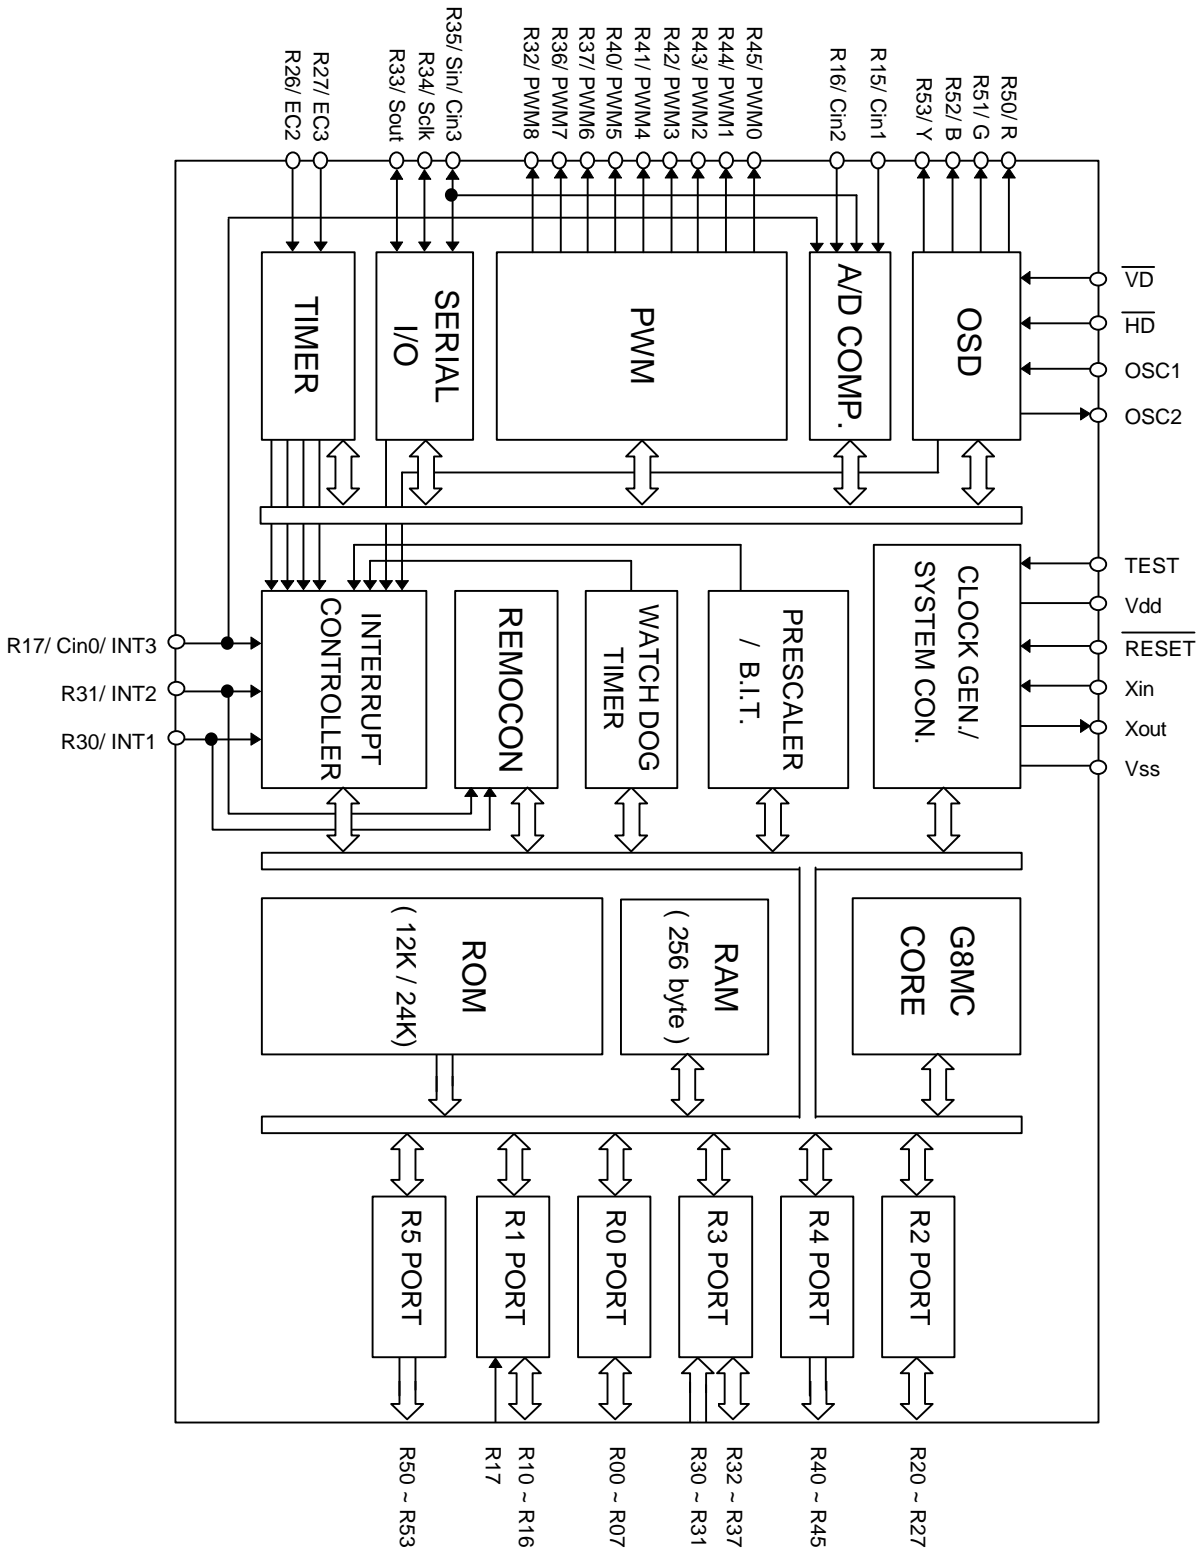 R26/ EC2
R27/ EC3
R33/ Sout
R34/ Sclk
R35/ Sin/ Cin3
R32/ PWM8
R36/ PWM7
R37/ PWM6
R40/ PWM5
R41/ PWM4
R42/ PWM3
R43/ PWM2
R44/ PWM1
R45/ PWM0
R16/ Cin2
R15/ Cin1
R53/ Y
R52/ B
R51/ G
R50/ R
TIMER
SERIAL
I/O
PWM
A/D COMP.
OSD
VD
HD
OSC1
OSC2
R17/ Cin0/ INT3
R31/ INT2
R30/ INT1
INTERRUPT
CONTROLLER
REMOCON
WATCH DOG
TIMER
PRESCALER
/ B.I.T.
CLOCK GEN./
SYSTEM CON.
TEST
Vdd
RESET
Xin
Xout
Vss
ROM
( 12K / 24K)
RAM
( 256 byte )
G8MC
CORE
R5 PORT
R1 PORT
R0 PORT
R3 PORT
R4 PORT
R2 PORT
R50 ~ R53
R17
R10 ~ R16
R00 ~ R07
R30 ~ R31
R32 ~ R37
R40 ~ R45
R20 ~ R27